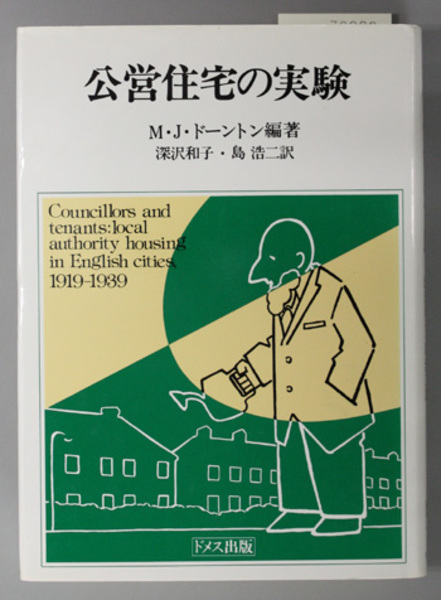 公営住宅の実験
M・J・ドーントン編著
深沢和子・島 浩二訳
Councillors and
tenants:local
authority housing
in English cities,
1919-1939
ドメス出版